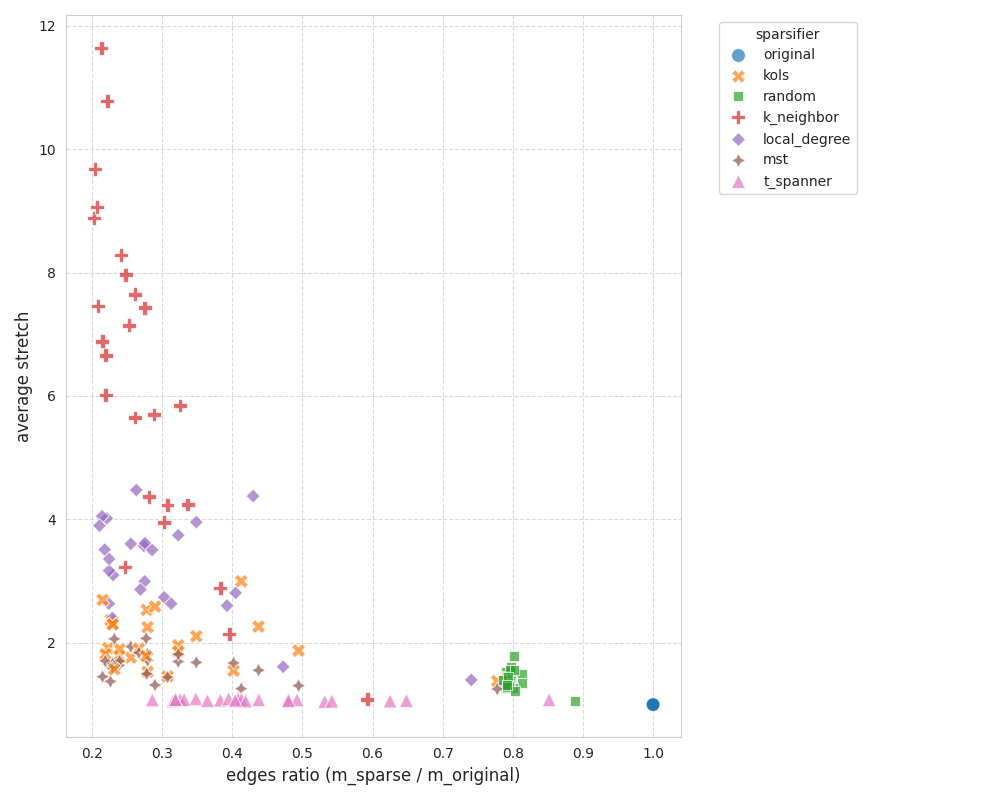 12
10
8
6
4
2
average stretch
0.2 0.3 0.4 0.5 0.6 0.7 0.8 0.9 1.0
edges ratio (m_sparse / m_original)
sparsifier
original
kols
random
k_neighbor
local_degree
mst
t_spanner